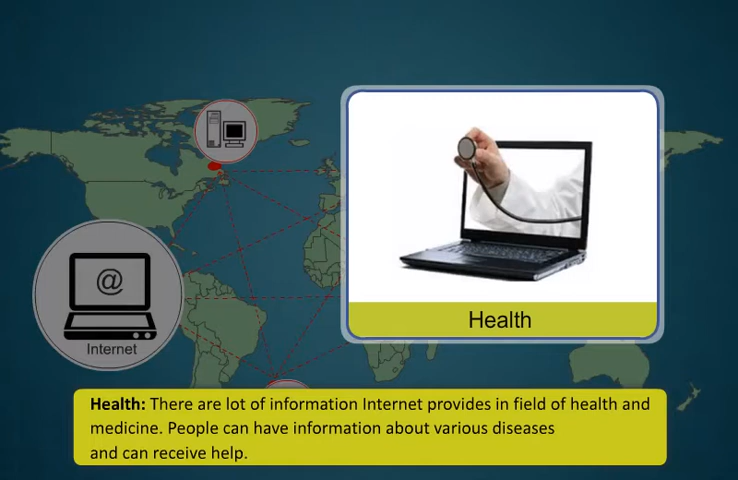 @
Internet
Health
Health: There are lot of information Internet provides in field of health and
medicine. People can have information about various diseases
and can receive help.